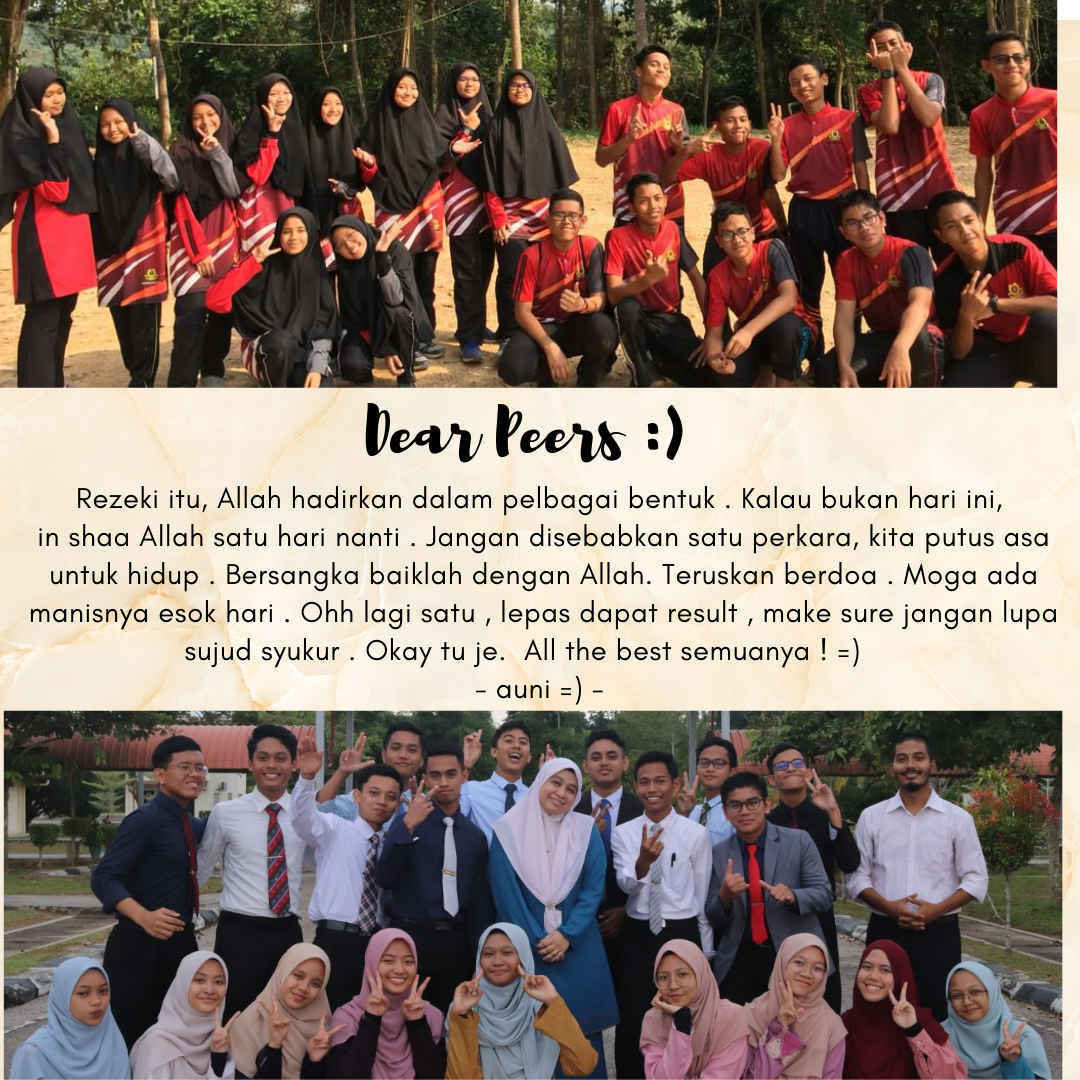 Dear Peers :)
Rezeki itu, Allah hadirkan dalam pelbagai bentuk . Kalau bukan hari ini,
in shaa Allah satu hari nanti . Jangan disebabkan satu perkara, kita putus asa
untuk hidup . Bersangka baiklah dengan Allah. Teruskan berdoa . Moga ada
manisnya esok hari . Ohh lagi satu , lepas dapat result , make sure jangan lupa
sujud syukur . Okay tu je.  All the best semuanya ! =)
- auni =) -